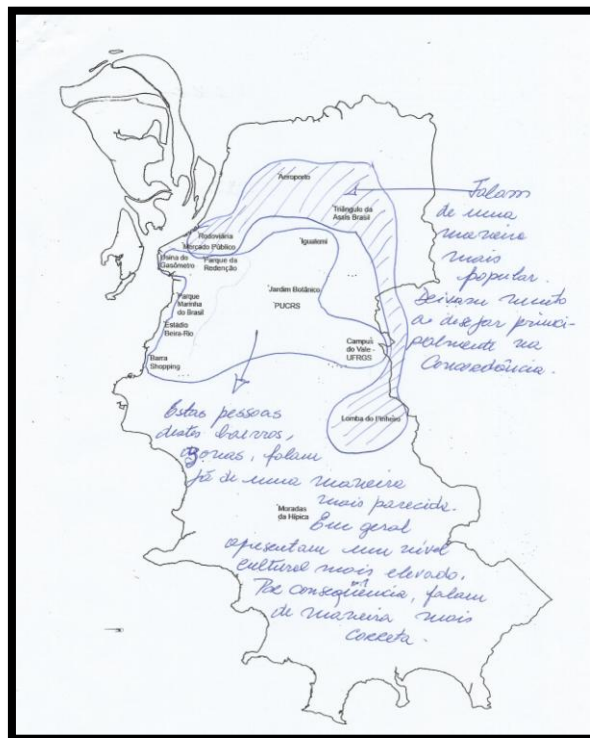 Aeroporto
Triângulo da
Assis Brasil
Rodoviária
Mercado Público
Iguatemi
Usina do
Gasômetro
Parque da
Redenção
Jardim Botânico
PUCRS
Parque
Marinha
do Brasil
Estádio
Beira-Rio
Barra
Shopping
Campus
do Vale -
UFRGS
Lomba do Pinheiro
Moradas
da Hípica
Falam
de uma
maneira
mais
popular.
Deixam muito
a desejar princi-
palmente na
Concordância.
Estas pessoas
destes bairros,
zonas, falam
já de uma maneira
mais parecida.
Em geral
apresentam um nível
cultural mais elevado.
Por conseqüência, falam
de maneira mais
correta.